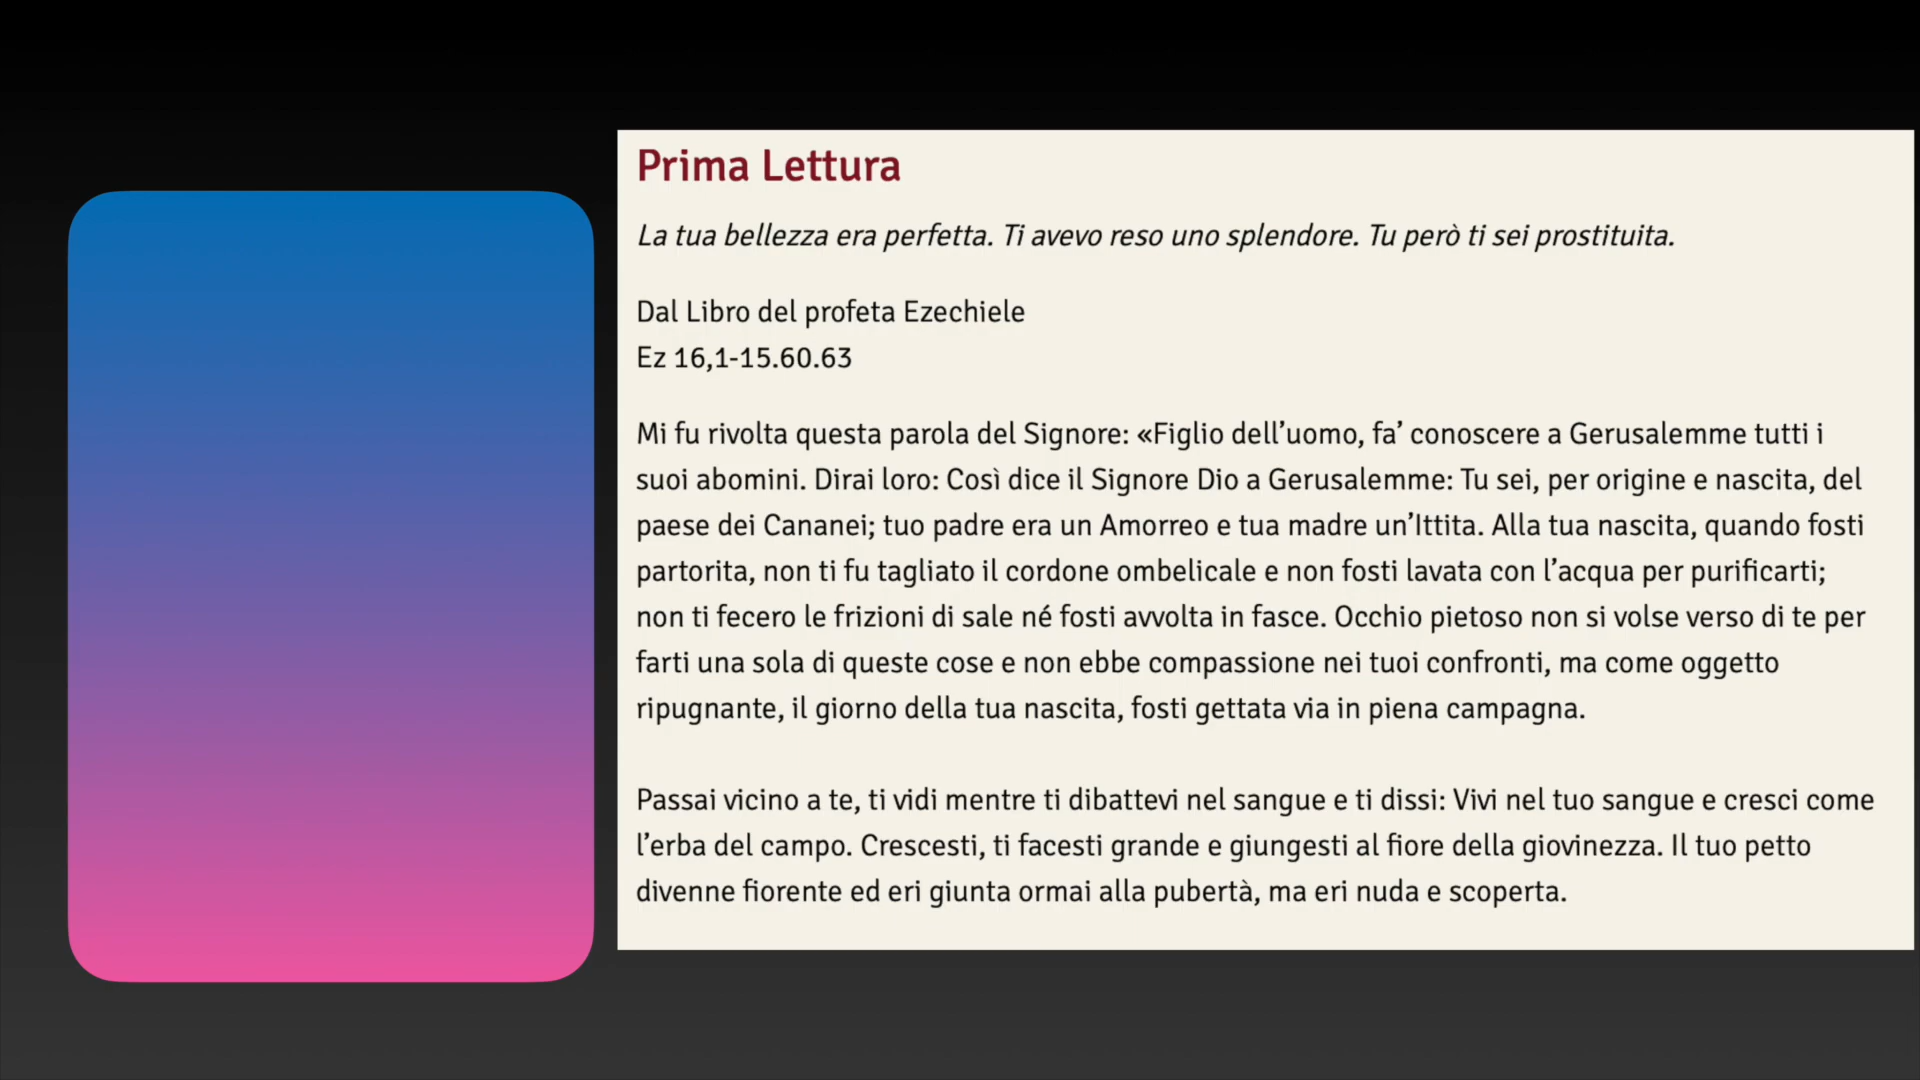 Prima Lettura
La tua bellezza era perfetta. Ti avevo reso uno splendore. Tu però ti sei prostituita.
Dal Libro del profeta Ezechiele
Ez 16,1-15.60.63
Mi fu rivolta questa parola del Signore: «Figlio dell’uomo, fa’ conoscere a Gerusalemme tutti i
suoi abomini. Dirai loro: Così dice il Signore Dio a Gerusalemme: Tu sei, per origine e nascita, del
paese dei Cananei; tuo padre era un Amorreo e tua madre un’Ittita. Alla tua nascita, quando fosti
partorita, non ti fu tagliato il cordone ombelicale e non fosti lavata con l’acqua per purificarti;
non ti fecero le frizioni di sale né fosti avvolta in fasce. Occhio pietoso non si volse verso di te per
farti una sola di queste cose e non ebbe compassione nei tuoi confronti, ma come oggetto
ripugnante, il giorno della tua nascita, fosti gettata via in piena campagna.
Passai vicino a te, ti vidi mentre ti dibattevi nel sangue e ti dissi: Vivi nel tuo sangue e cresci come
l’erba del campo. Crescesti, ti facesti grande e giungesti al fiore della giovinezza. Il tuo petto
divenne fiorente ed eri giunta ormai alla pubertà, ma eri nuda e scoperta.